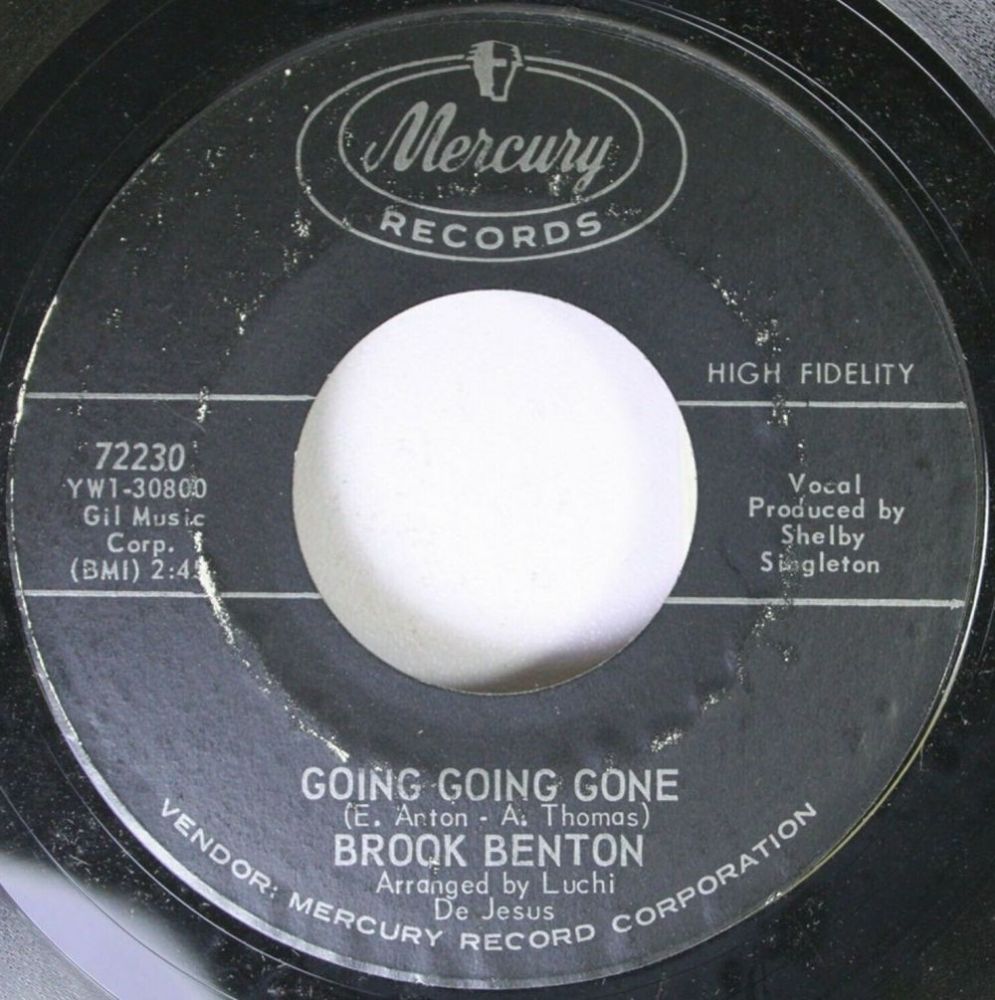 Mercury
RECORDS
HIGH FIDELITY
72230
YW1-30800
Gil Music
Corp.
(BMI)
Vocal
Produced by
Shelby
Singleton
GOING GOING GONE
(E. Anton - A. Thomas)
BROOK BENTON
Arranged by Luchi
De Jesus
VENDOR: MERCURY RECORD CORPORATION